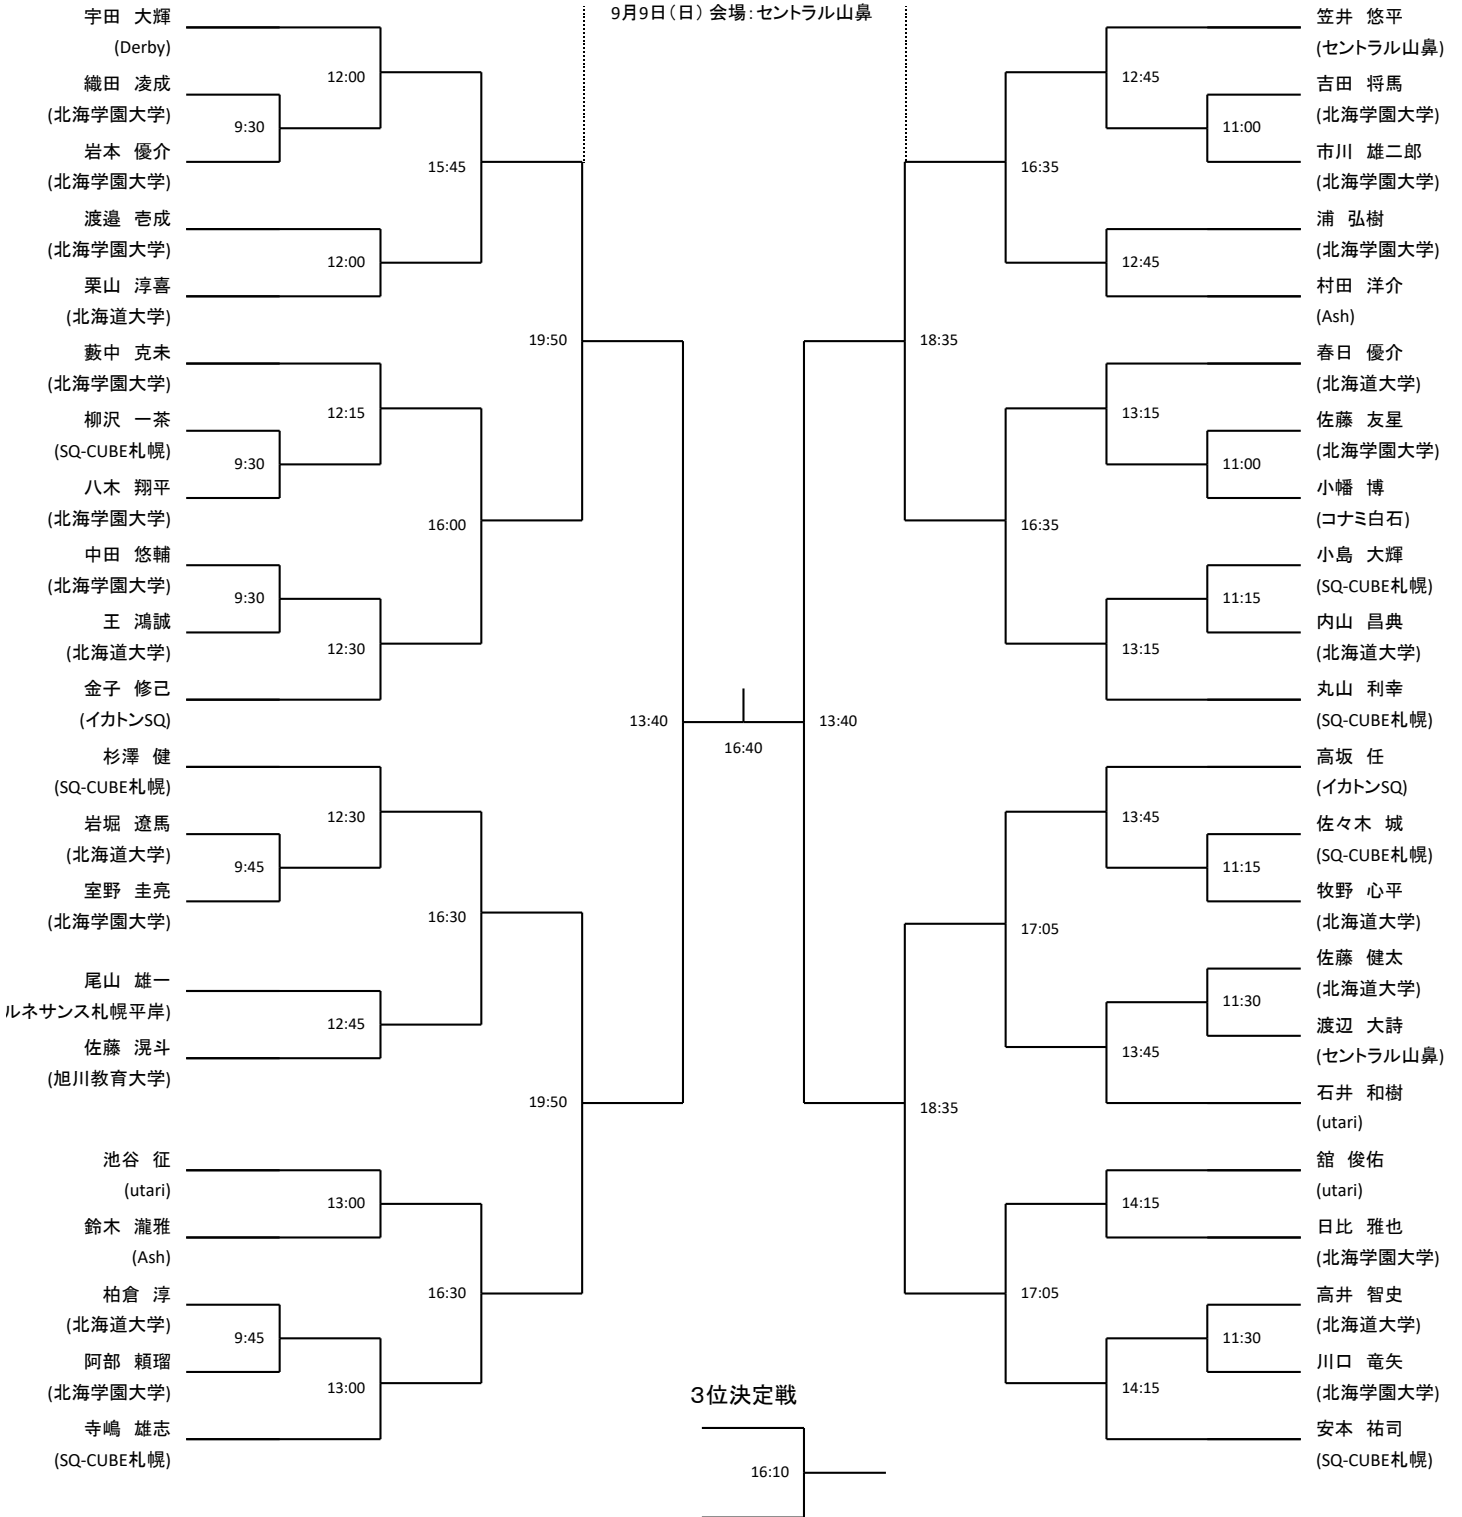 9月9日（日） 会場：セントラル山鼻
宇田 大輝
(Derby)
12:00
織田 凌成
(北海学園大学)
9:30
岩本 優介
(北海学園大学)
15:45
渡邉 壱成
(北海学園大学)
12:00
栗山 淳喜
(北海道大学)
19:50
藪中 克未
(北海学園大学)
12:15
柳沢 一茶
(SQ-CUBE札幌)
9:30
八木 翔平
(北海学園大学)
16:00
中田 悠輔
(北海学園大学)
9:30
王 鴻誠
(北海道大学)
12:30
金子 修己
(イカトンSQ)
13:40
杉澤 健
(SQ-CUBE札幌)
12:30
岩堀 遼馬
(北海道大学)
9:45
室野 圭亮
(北海学園大学)
16:30
尾山 雄一
ルネサンス札幌平岸)
12:45
佐藤 滉斗
(旭川教育大学)
19:50
池谷 征
(utari)
13:00
鈴木 瀧雅
(Ash)
16:30
柏倉 淳
(北海道大学)
9:45
阿部 頼瑠
(北海学園大学)
13:00
寺嶋 雄志
(SQ-CUBE札幌)
16:40
笠井 悠平
(セントラル山鼻)
12:45
吉田 将馬
(北海学園大学)
11:00
市川 雄二郎
(北海学園大学)
16:35
浦 弘樹
(北海学園大学)
12:45
村田 洋介
(Ash)
18:35
春日 優介
(北海道大学)
13:15
佐藤 友星
(北海学園大学)
11:00
小幡 博
(コナミ白石)
16:35
小島 大輝
(SQ-CUBE札幌)
11:15
内山 昌典
(北海道大学)
13:15
丸山 利幸
(SQ-CUBE札幌)
13:40
高坂 任
(イカトンSQ)
13:45
佐々木 城
(SQ-CUBE札幌)
11:15
牧野 心平
(北海道大学)
17:05
佐藤 健太
(北海道大学)
11:30
渡辺 大詩
(セントラル山鼻)
13:45
石井 和樹
(utari)
18:35
舘 俊佑
(utari)
14:15
日比 雅也
(北海学園大学)
17:05
高井 智史
(北海道大学)
11:30
川口 竜矢
(北海学園大学)
14:15
安本 祐司
(SQ-CUBE札幌)
３位決定戦
16:10